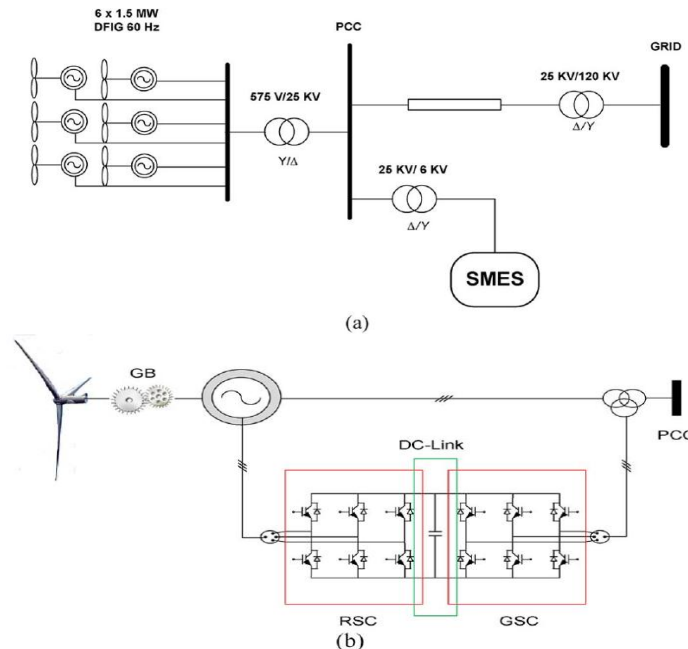 6 x 1.5 MW
DFIG 60 Hz
PCC
GRID
575 V/25 KV
25 KV/120 KV
Y/Δ
Δ/Y
25 KV/ 6 KV
Δ/Y
SMES
(a)
GB
DC-Link
PCC
RSC
GSC
(b)